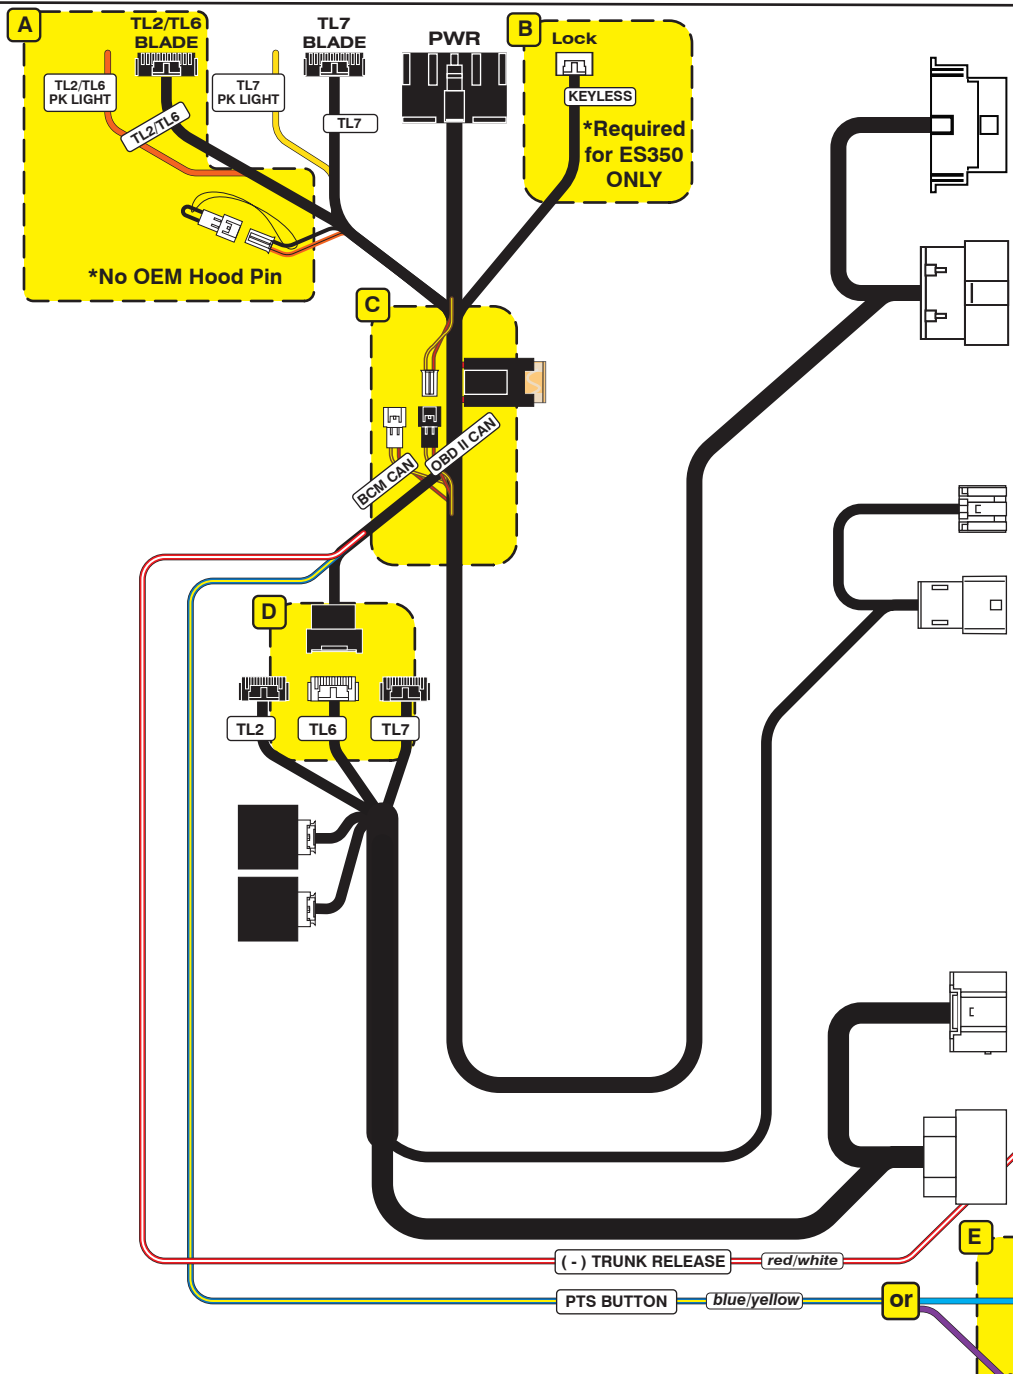 A
TL2/TL6
BLADE
TL7
BLADE
PWR
B
Lock
TL2/TL6
PK LIGHT
TL7
PK LIGHT
KEYLESS
TL2/TL6
TL7
*Required
for ES350
ONLY
*No OEM Hood Pin
C
BCM CAN
OBD II CAN
D
TL2
TL6
TL7
E
( - ) TRUNK RELEASE
red/white
PTS BUTTON
blue/yellow
or